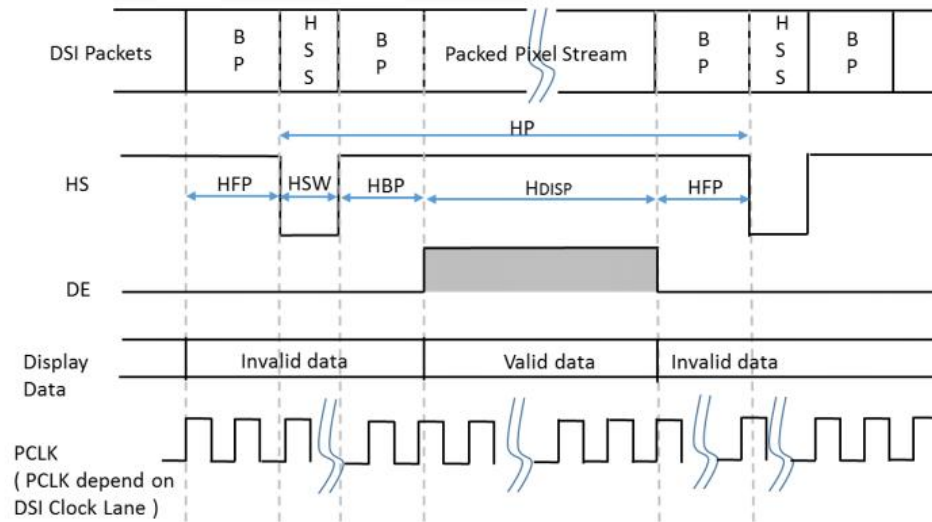 DSI Packets
B P
H S S
B P
Packed Pixel Stream
B P
H S S
B P
HP
HS
HFP
HSW
HBP
HDISP
HFP
DE
Display
Data
Invalid data
Valid data
Invalid data
PCLK
( PCLK depend on
DSI Clock Lane )